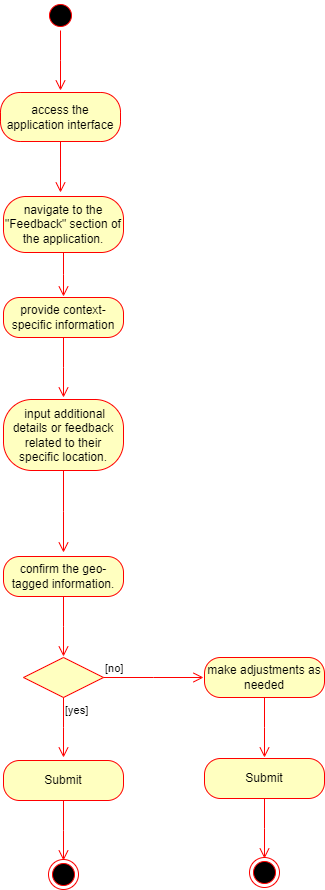 access the
application interface
navigate to the
"Feedback" section of
the application.
provide context-
specific information
input additional
details or feedback
related to their
specific location.
confirm the geo-
tagged information.
[no]
make adjustments as
needed
[yes]
Submit
Submit